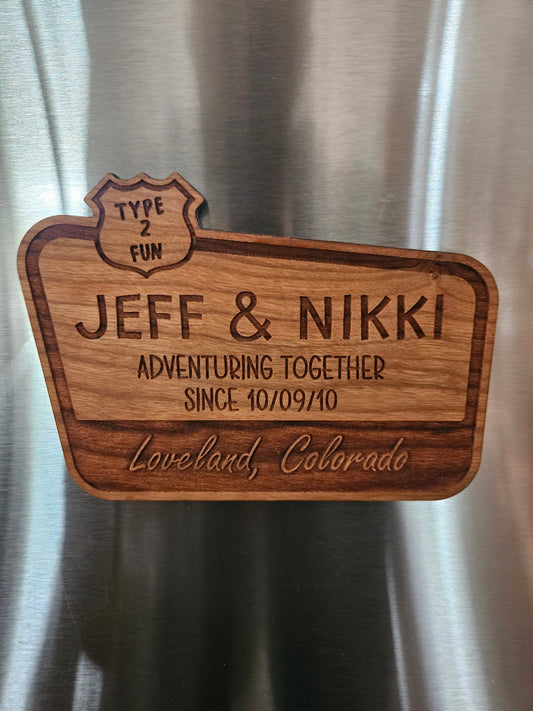 TYPE
2
FUN
JEFF & NIKKI
ADVENTURING TOGETHER
SINCE 10/09/10
Loveland, Colorado